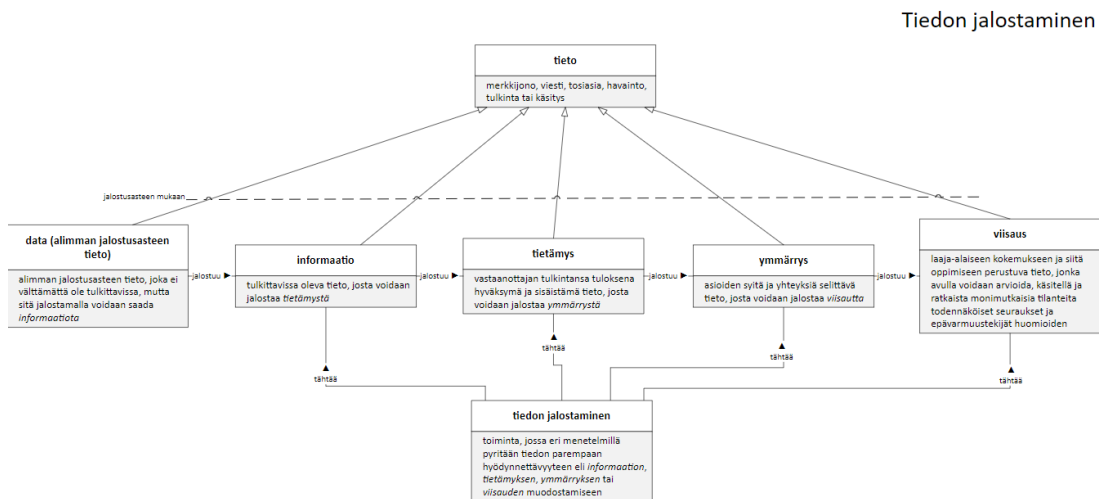 Tiedon jalostaminen
tieto
merkkijono, viesti, tosiasia, havainto,
tulkinta tai käsitys
jalostusasteen mukaan
data (alimman jalostusasteen
tieto)
alimman jalostusasteen tieto, joka ei
välttämättä ole tulkittavissa, mutta
sitä jalostamalla voidaan saada
informaatiota
jalostuu
informaatio
tulkittavissa oleva tieto, josta voidaan
jalostaa tietämystä
jalostuu
tietämys
vastaanottajan tulkintansa tuloksena
hyväksymä ja sisäistämä tieto, josta
voidaan jalostaa ymmärrystä
jalostuu
ymmärrys
asioiden syitä ja yhteyksiä selittävä
tieto, josta voidaan jalostaa viisautta
jalostuu
viisaus
laaja-alaiseen kokemukseen ja siitä
oppimiseen perustuva tieto, jonka
avulla voidaan arvioida, käsitellä ja
ratkaista monimutkaisia tilanteita
todennäköiset seuraukset ja
epävarmuustekijät huomioiden
tähtää
tähtää
tähtää
tähtää
tiedon jalostaminen
toiminta, jossa eri menetelmillä
pyritään tiedon parempaan
hyödynnettävyyteen eli informaation,
tietämyksen, ymmärryksen tai
viisauden muodostamiseen